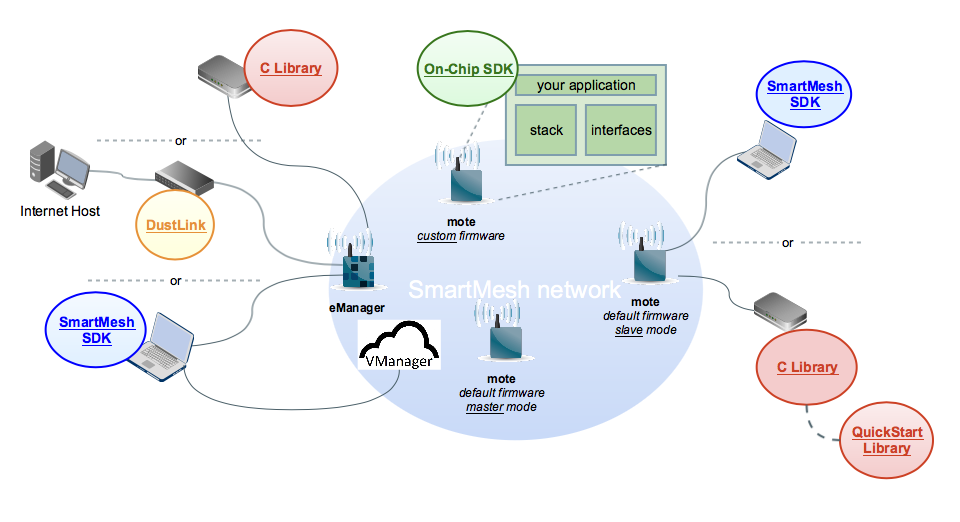 C Library
On-Chip SDK
your application
stack
interfaces
SmartMesh
SDK
or
Internet Host
DustLink
mote
custom firmware
or
or
eManager
SmartMesh network
mote
default firmware
slave mode
SmartMesh
SDK
VManager
mote
default firmware
master mode
C Library
QuickStart
Library